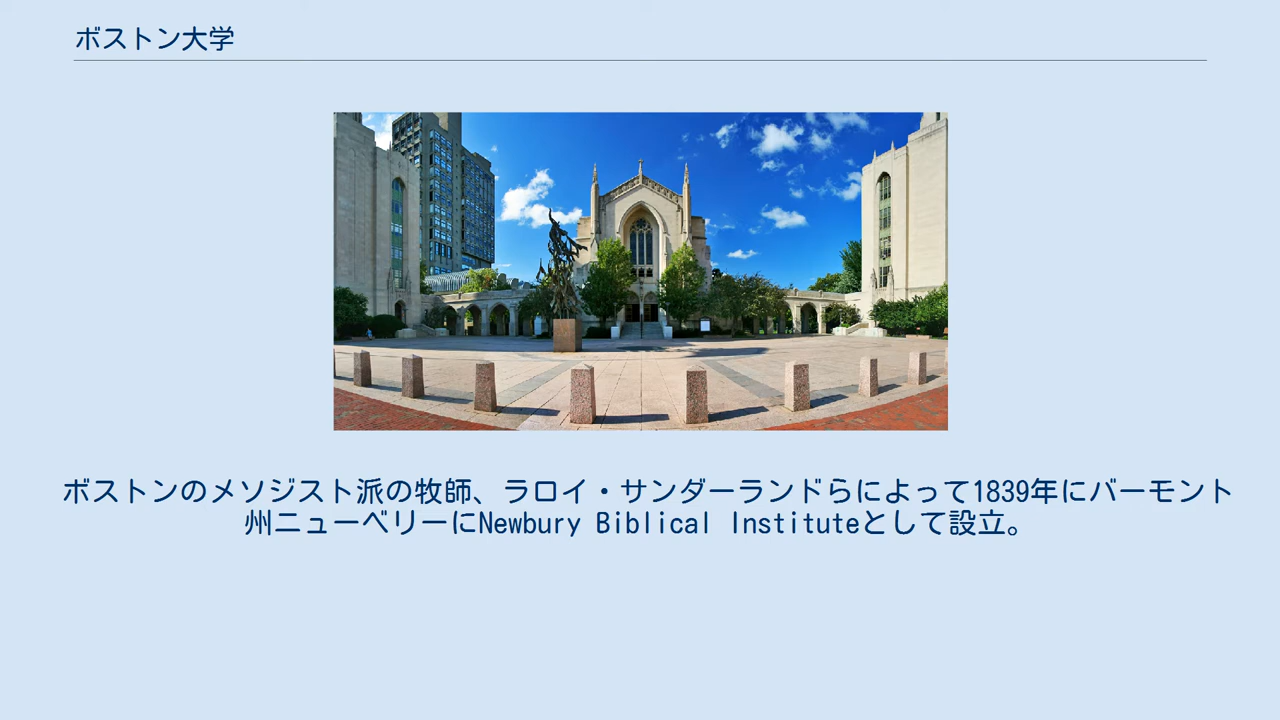 ボストン大学
ボストンのメソジスト派の牧師、ラロイ・サンダーランドらによって1839年にバーモント
州ニューベリーにNewbury Biblical Instituteとして設立。